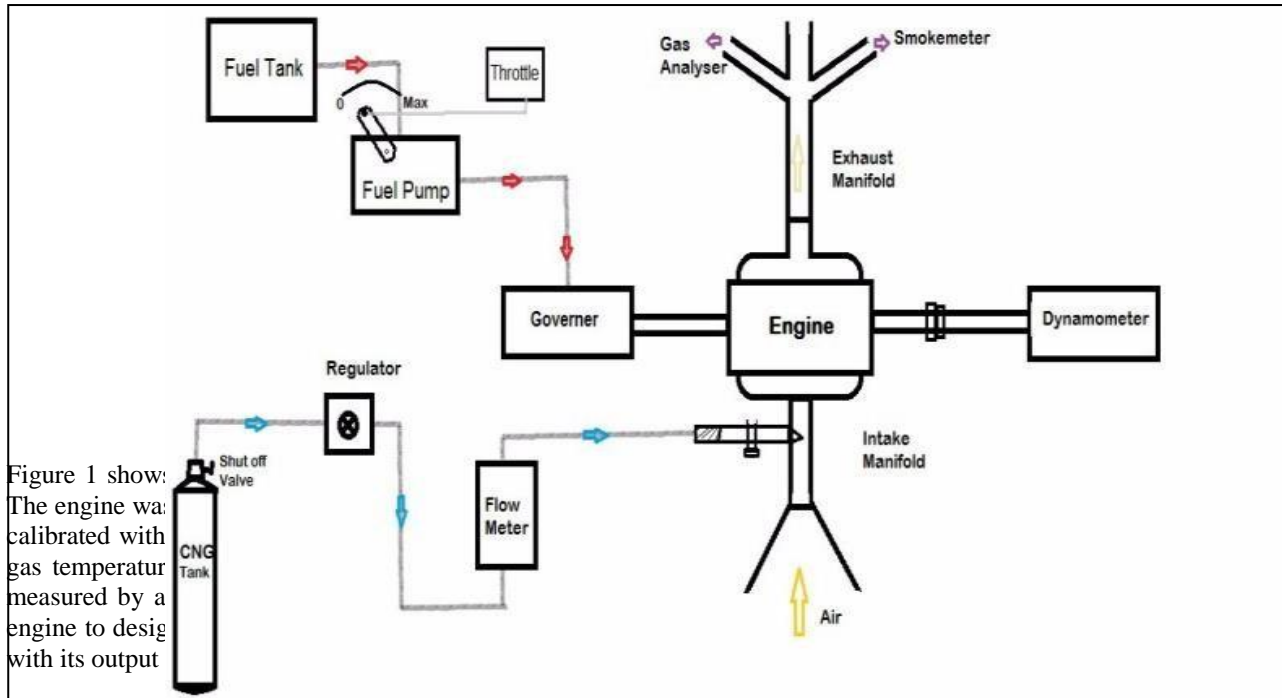 Gas
Analyser
Smokemeter
Fuel Tank
Throttle
0
Max
Fuel Pump
Exhaust
Manifold
Governer
Engine
Dynamometer
Regulator
Intake
Manifold
Shut off
Valve
Flow
Meter
CNG
Tank
Air
Figure 1 shows
The engine was
calibrated with
gas
measured by a
engine to
with its output